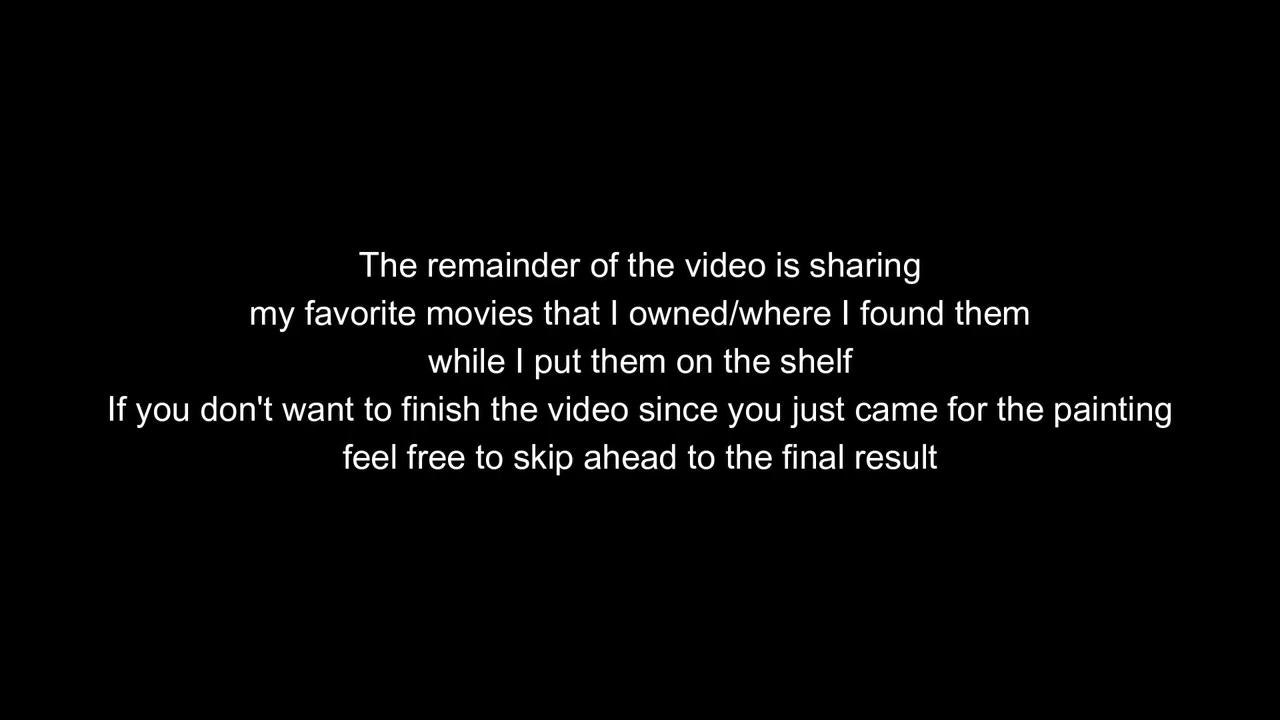 The remainder of the video is sharing
my favorite movies that I owned/where I found them
while I put them on the shelf
If you don't want to finish the video since you just came for the painting
feel free to skip ahead to the final result